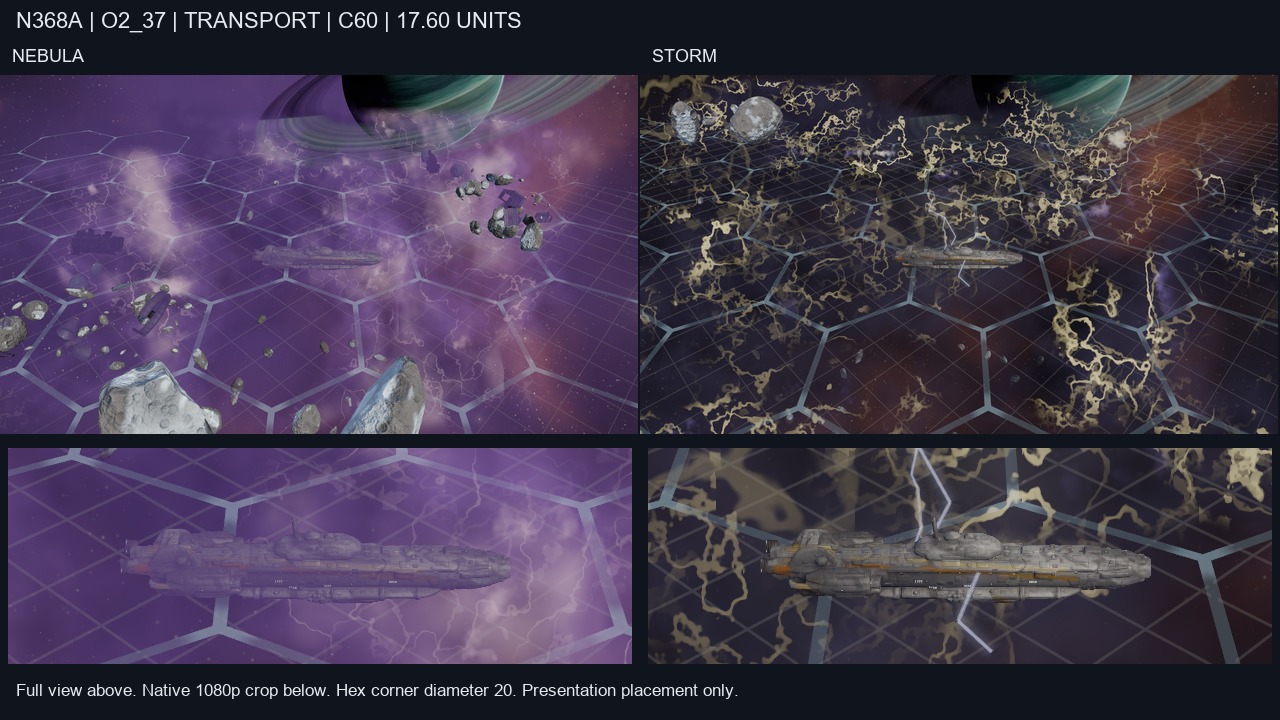 N368A | O2_37 | TRANSPORT | C60 | 17.60 UNITS
NEBULA
STORM
Full view above. Native 1080p crop below. Hex corner diameter 20. Presentation placement only.